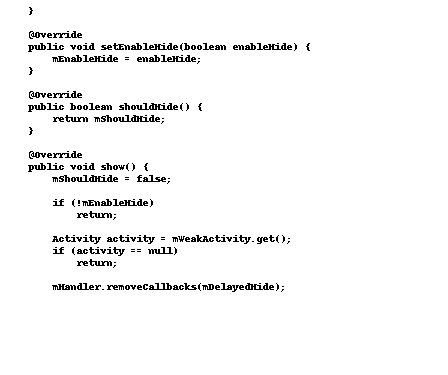 }

@Override
public void setEnableHide(boolean enableHide) {
    mEnableHide = enableHide;
}

@Override
public boolean shouldHide() {
    return mShouldHide;
}

@Override
public void show() {
    mShouldHide = false;

    if (!mEnableHide)
        return;

    Activity activity = mWeakActivity.get();
    if (activity == null)
        return;

    mHandler.removeCallbacks(mDelayedHide);